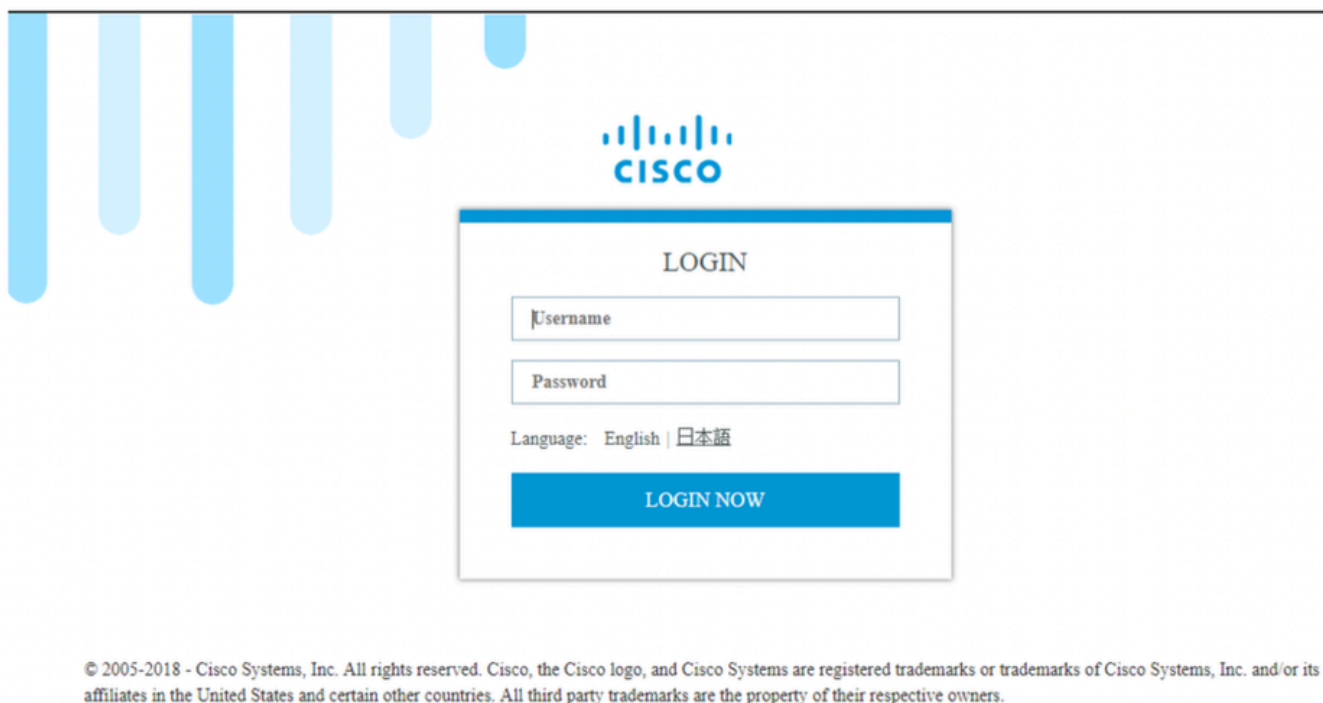 CISCO
LOGIN
Username
Password
Language: English | 日本語
LOGIN NOW
© 2005-2018 - Cisco Systems, Inc. All rights reserved. Cisco, the Cisco logo, and Cisco Systems are registered trademarks or trademarks of Cisco Systems, Inc. and/or its
affiliates in the United States and certain other countries. All third party trademarks are the property of their respective owners.